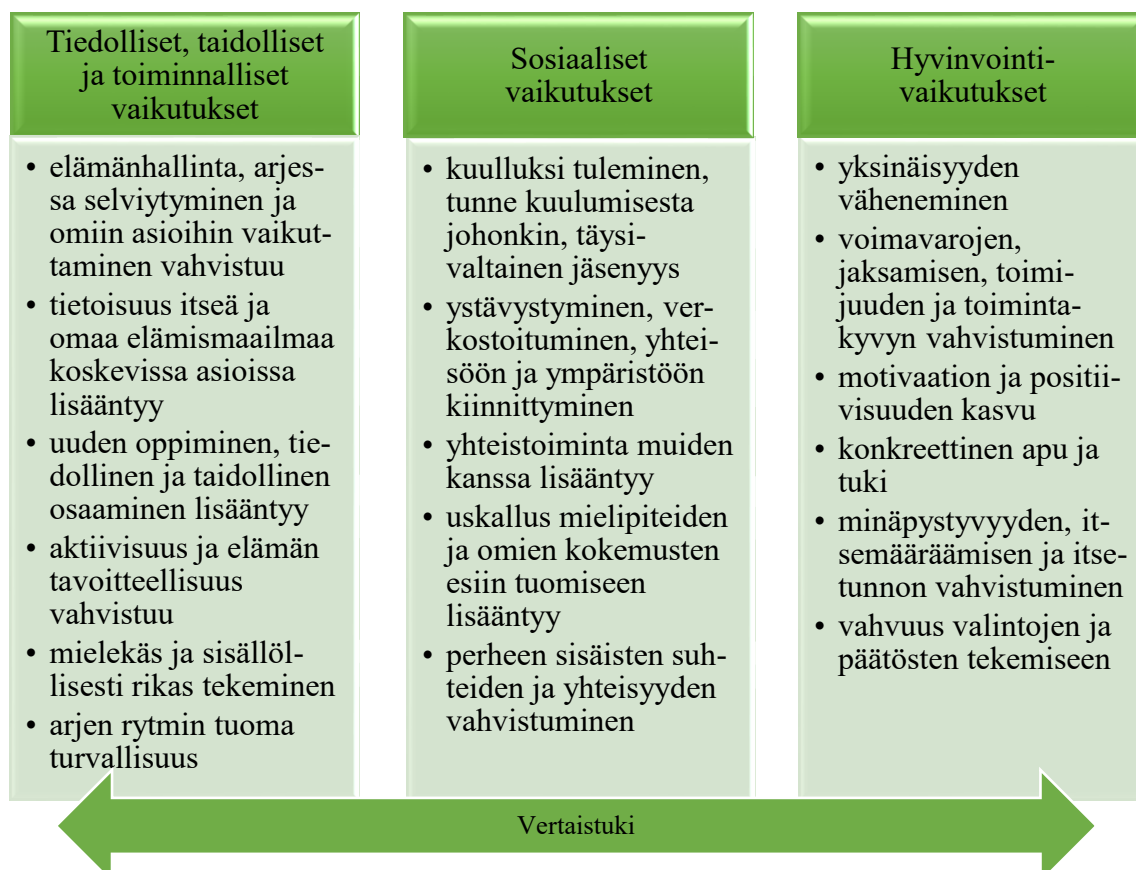 Tiedolliset, taidolliset
ja toiminnalliset
vaikutukset
• elämänhallinta, arjes-
sa selviytyminen ja
omiin asioihin vaikut-
taminen vahvistuu
• tietoisuus itseä ja
omaa elämismaailmaa
koskevissa asioissa
lisääntyy
• uuden oppiminen, tie-
dollinen ja taidollinen
osaaminen lisääntyy
• aktiivisuus ja elämän
tavoitteellisuus
vahvistuu
• mielekäs ja sisällöl-
lisesti rikas tekeminen
• arjen rytmin tuoma
turvallisuus
Sosiaaliset
vaikutukset
• kuulluksi tuleminen,
tunne kuulumisesta
johonkin, täysi-
valtainen jäsenyys
• ystävystyminen, ver-
kostoituminen, yhtei-
söön ja ympäristöön
kiinnittyminen
• yhteistoiminta muiden
kanssa lisääntyy
• uskallus mielipiteiden
ja omien kokemusten
esiin tuomiseen
lisääntyy
• perheen sisäisten suh-
teiden ja yhteisyyden
vahvistuminen
Hyvinvointi-
vaikutukset
• yksinäisyyden
väheneminen
• voimavarojen,
jaksamisen, toimi-
juuden ja toiminta-
kyvyn vahvistuminen
• motivaation ja positii-
visuuden kasvu
• konkreettinen apu ja
tuki
• minäpystyvyyden, it-
semääräämisen ja itse-
tunnon vahvistuminen
• vahvuus valintojen ja
päätösten tekemiseen
Vertaistuki